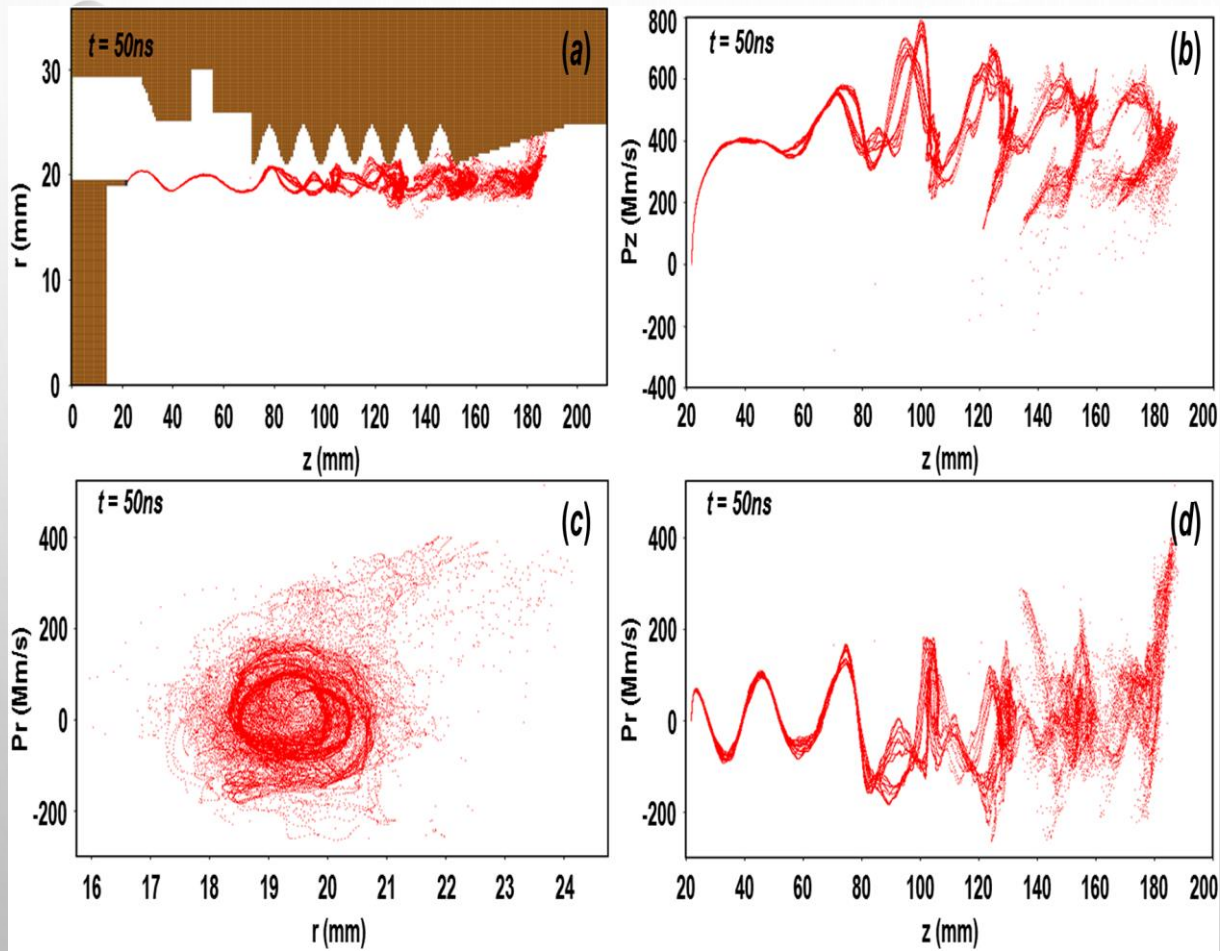 t = 50ns
(a)
30
20
10
0
r (mm)
0 20 40 60 80 100 120 140 160 180 200
z (mm)
t = 50ns
(b)
800
600
400
200
0
-200
-400
Pz (Mm/s)
20 40 60 80 100 120 140 160 180 200
z (mm)
t = 50ns
(c)
400
200
0
-200
Pr (Mm/s)
16 17 18 19 20 21 22 23 24
r (mm)
t = 50ns
(d)
400
200
0
-200
Pr (Mm/s)
20 40 60 80 100 120 140 160 180 200
z (mm)